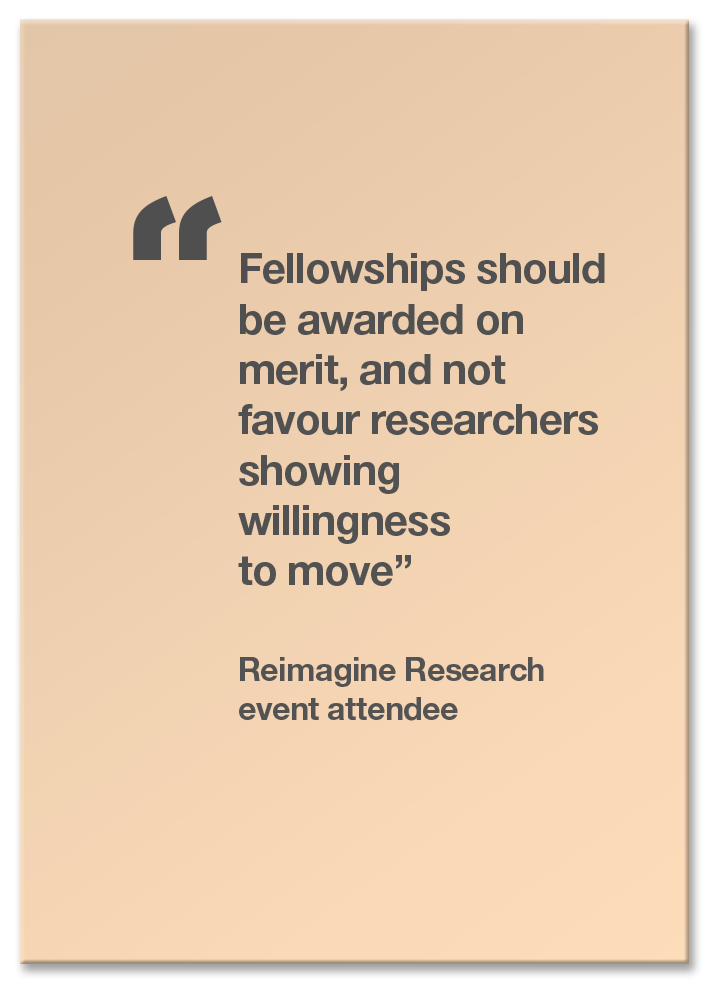 “Fellowships should
be awarded on
merit, and not
favour researchers
showing
willingness
to move”
Reimagine Research
event attendee